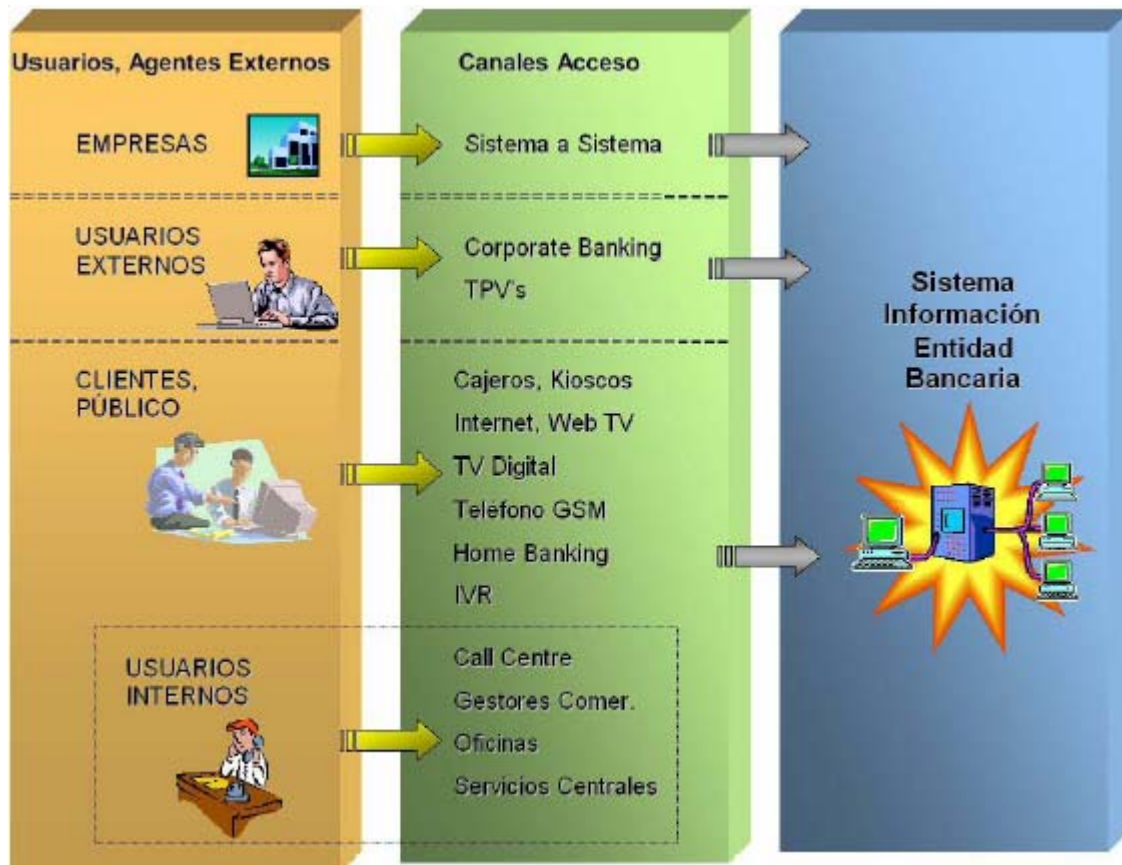 Usuarios, Agentes Externos
EMPRESAS
USUARIOS
EXTERNOS
CLIENTES,
PÚBLICO
USUARIOS
INTERNOS
Canales Acceso
Sistema a Sistema
Corporate Banking
TPV's
Cajeros, Kioscos
Internet, Web TV
TV Digital
Teléfono GSM
Home Banking
IVR
Call Centre
Gestores Comer.
Oficinas
Servicios Centrales
Sistema
Información
Entidad
Bancaria